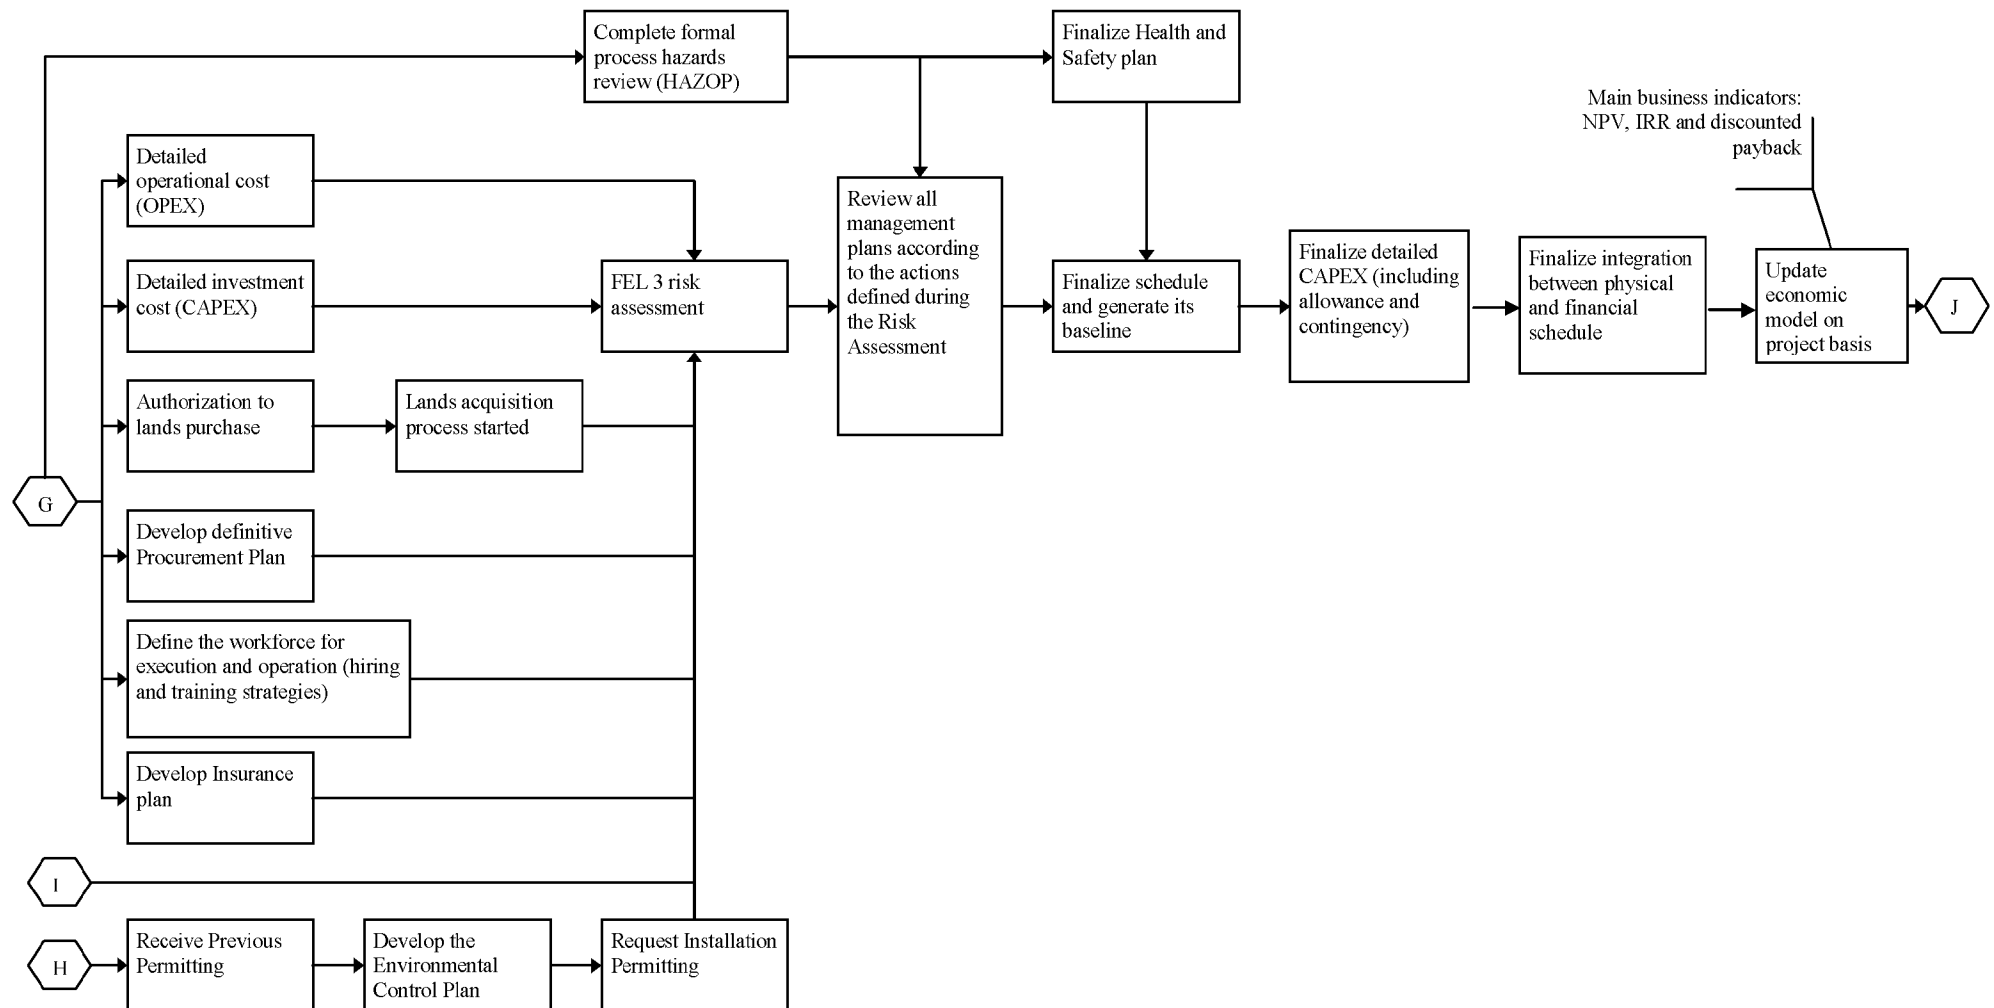 Complete formal
process hazards
review (HAZOP)
Finalize Health and
Safety plan
Main business indicators:
NPV, IRR and discounted
payback
Detailed
operational cost
(OPEX)
Review all
management
plans according
to the actions
defined during
the Risk
Assessment
Detailed investment
cost (CAPEX)
FEL 3 risk
assessment
Finalize schedule
and generate its
baseline
Finalize detailed
CAPEX (including
allowance and
contingency)
Finalize integration
between physical
and financial
schedule
Update
economic
model on
project basis
J
Authorization to
lands purchase
Lands acquisition
process started
G
Develop definitive
Procurement Plan
Define the workforce for
execution and operation (hiring
and training strategies)
Develop Insurance
plan
I
H
Receive Previous
Permitting
Develop the
Environmental
Control Plan
Request Installation
Permitting